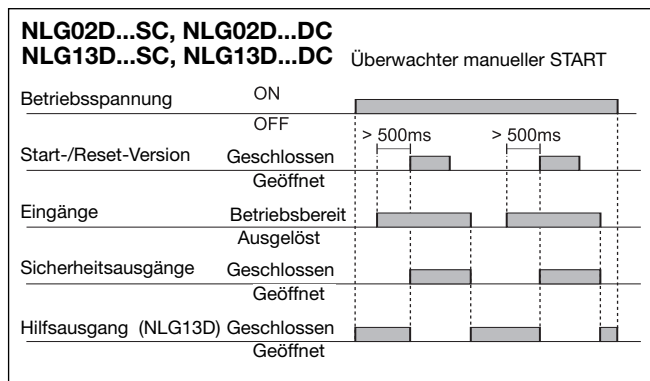 NLG02D...SC, NLG02D...DC
NLG13D...SC, NLG13D...DC Überwachter manueller START
Betriebsspannung ON
OFF
> 500ms > 500ms
Start-/Reset-Version Geschlossen
Geöffnet
Eingänge Betriebsbereit
Ausgelöst
Sicherheitsausgänge Geschlossen
Geöffnet
Hilfsausgang (NLG13D) Geschlossen
Geöffnet